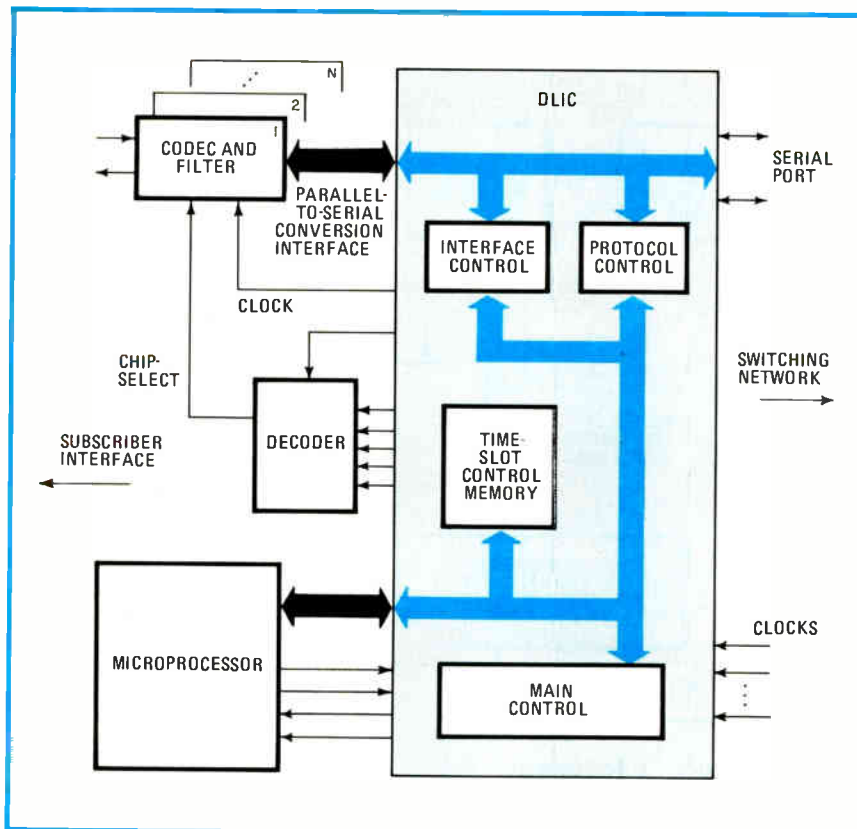 N
2
1
CODEC AND
FILTER
DLIC
SERIAL
PORT
PARALLEL-
TO-SERIAL
CONVERSION
INTERFACE
INTERFACE
CONTROL
PROTOCOL
CONTROL
CLOCK
CHIP-
SELECT
SWITCHING
NETWORK
DECODER
TIME-
SLOT
CONTROL
MEMORY
SUBSCRIBER
INTERFACE
MICROPROCESSOR
CLOCKS
MAIN
CONTROL